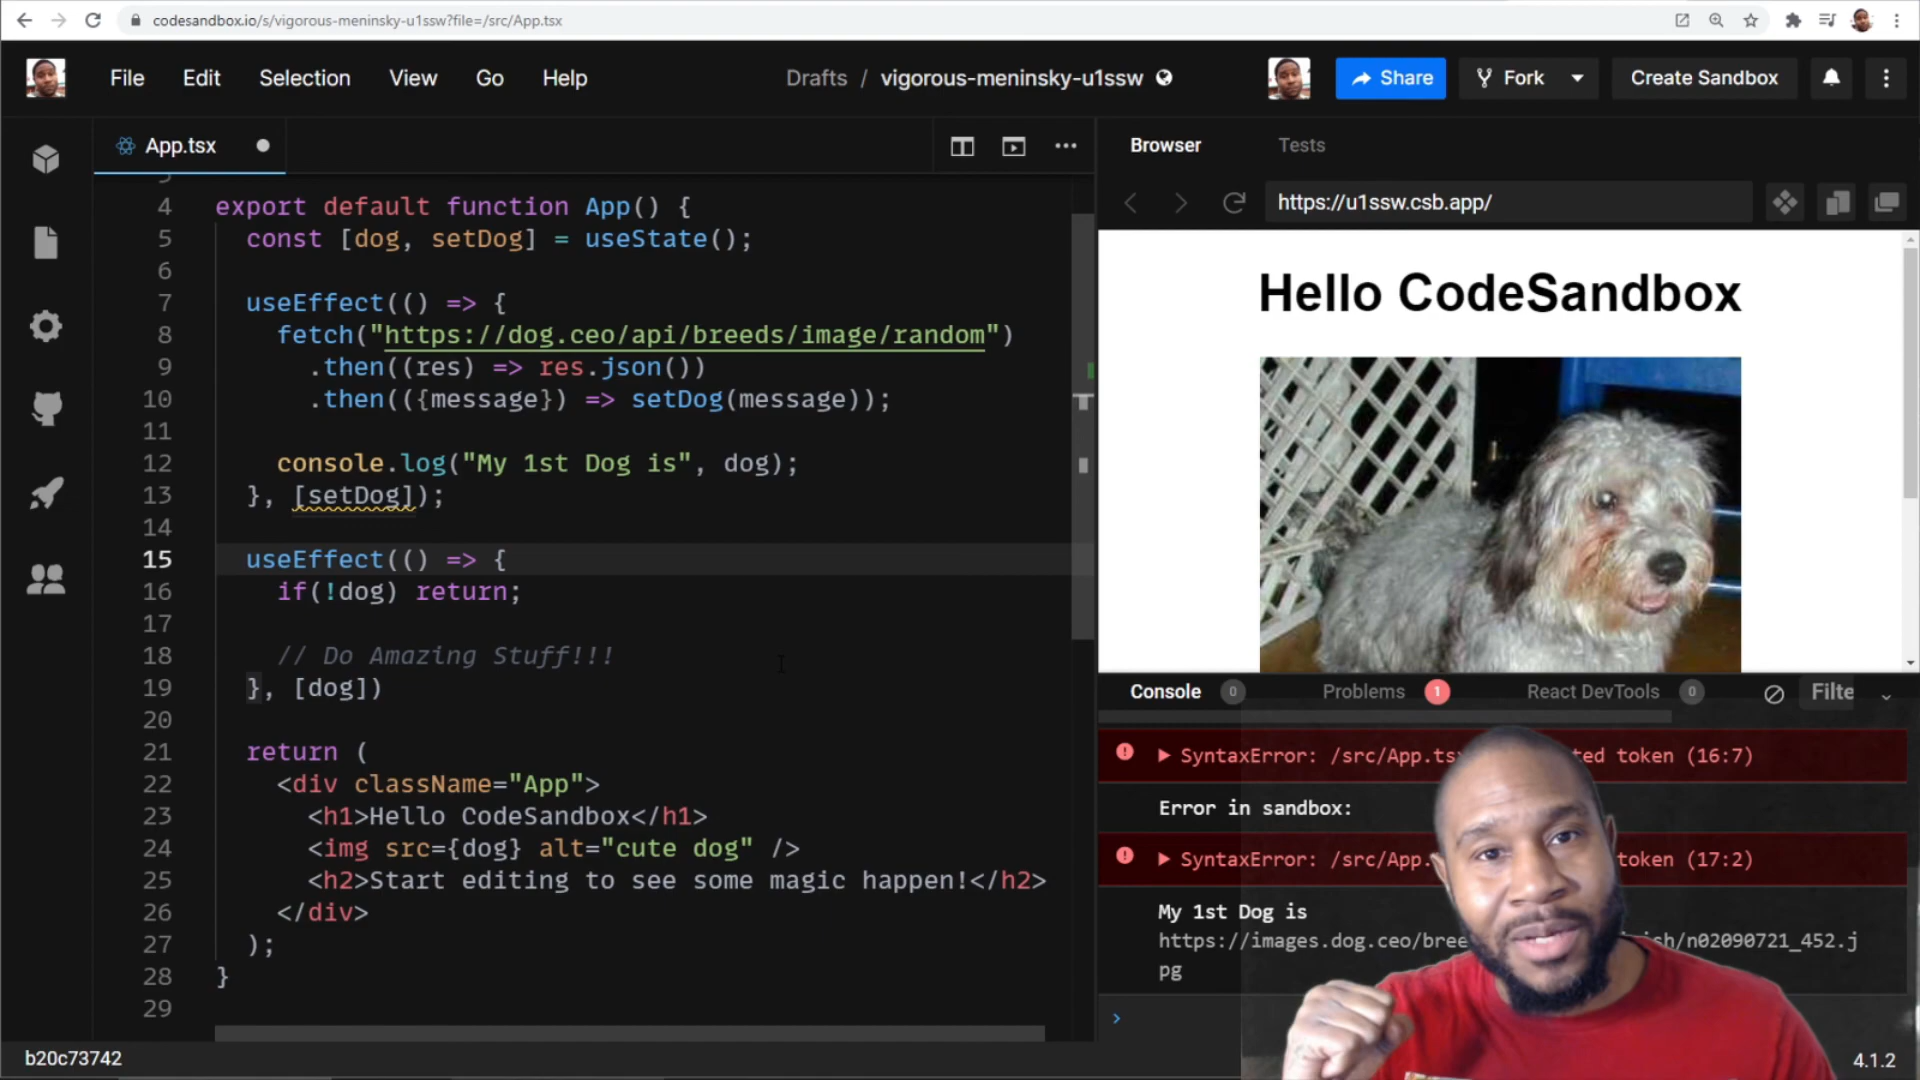 codesandbox.io/s/vigorous-meninsky-u1ssw?file=/src/App.tsx
File Edit Selection View Go Help
Drafts / vigorous-meninsky-u1ssw
Share Fork Create Sandbox
App.tsx
4 export default function App() {
5 const [dog, setDog] = useState();
6
7 useEffect(() => {
8 fetch("https://dog.ceo/api/breeds/image/random")
9 .then((res) => res.json())
10 .then(({message}) => setDog(message));
11
12 console.log("My 1st Dog is", dog);
13 }, [setDog]);
14
15 useEffect(() => {
16 if(!dog) return;
17
18 // Do Amazing Stuff!!!
19 }, [dog])
20
21 return (
22 <div className="App">
23 <h1>Hello CodeSandbox</h1>
24 <img src={dog} alt="cute dog" />
25 <h2>Start editing to see some magic happen!</h2>
26 </div>
27 );
28 }
29
b20c73742
Browser Tests
https://u1ssw.csb.app/
Hello CodeSandbox
Console 0 Problems 1 React DevTools 0 Filte
SyntaxError: /src/App.ts ted token (16:7)
Error in sandbox:
SyntaxError: /src/App. token (17:2)
My 1st Dog is
https://images.dog.ceo/bree ish/n02090721_452.j
pg
4.1.2